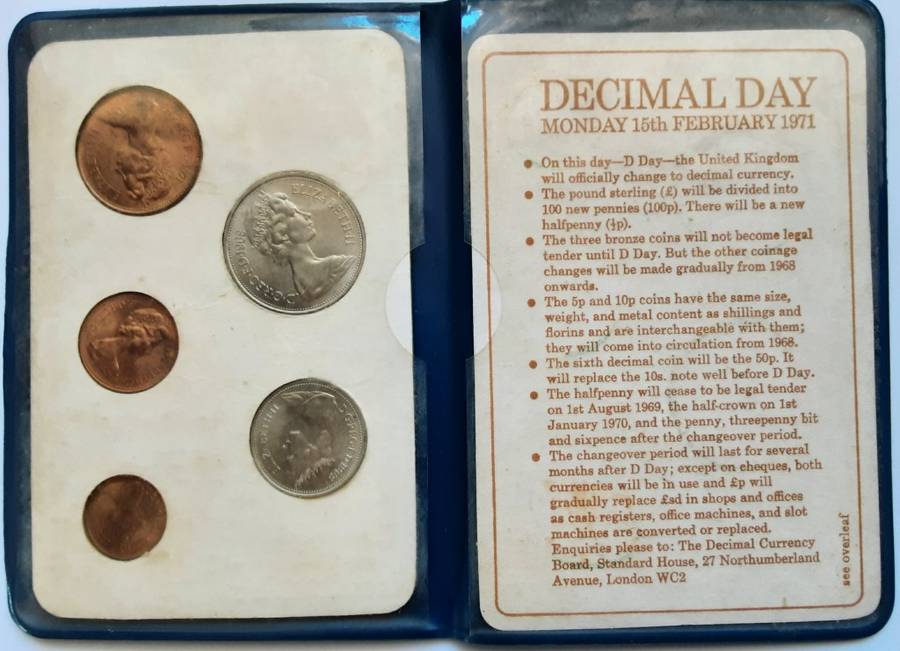 DECIMAL DAY
MONDAY 15th FEBRUARY 1971
• On this day—D Day—the United Kingdom
will officially change to decimal currency.
• The pound sterling (£) will be divided into
100 new pennies (100p). There will be a new
halfpenny (½p).
• The three bronze coins will not become legal
tender until D Day. But the other coinage
changes will be made gradually from 1968
onwards.
• The 5p and 10p coins have the same size,
weight, and metal content as shillings and
florins and are interchangeable with them;
they will come into circulation from 1968.
• The sixth decimal coin will be the 50p. It
will replace the 10s. note well before D Day.
• The halfpenny will cease to be legal tender
on 1st August 1969, the half-crown on 1st
January 1970, and the penny, threepenny bit
and sixpence after the changeover period.
• The changeover period will last for several
months after D Day; except on cheques, both
currencies will be in use and £p will
gradually replace £sd in shops and offices
as cash registers, office machines, and slot
machines are converted or replaced.
Enquiries please to: The Decimal Currency
Board, Standard House, 27 Northumberland
Avenue, London WC2
see overleaf
ELIZABETH II
D·G·REG·F·D·1968